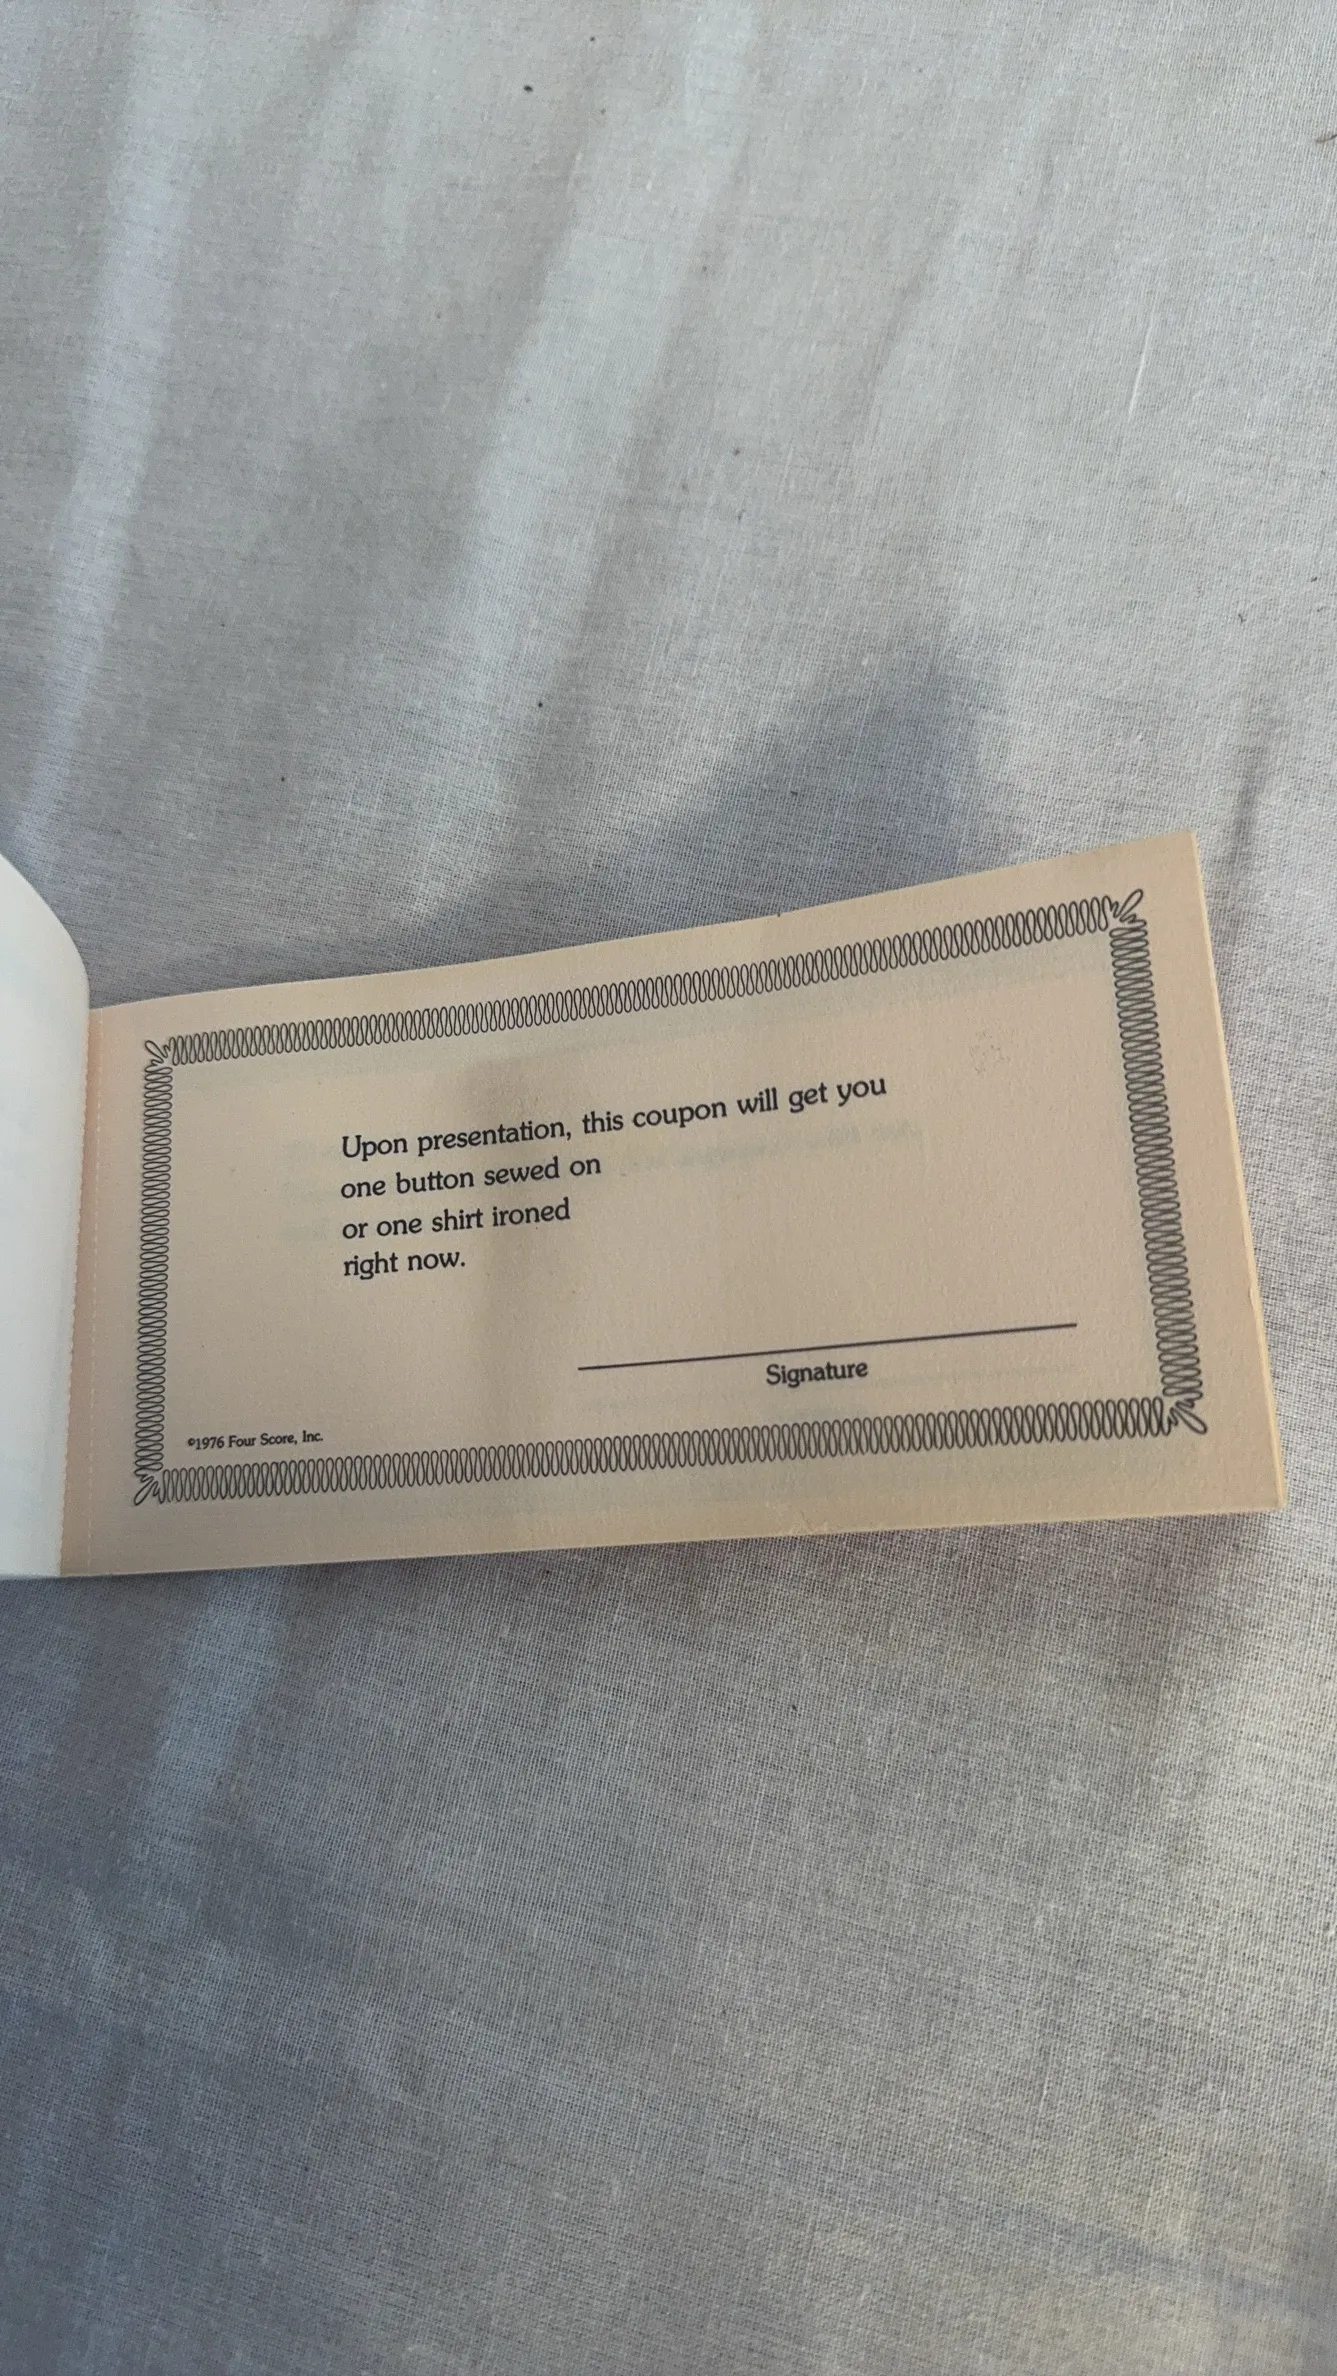 Upon presentation, this coupon will get you
one button sewed on
or one shirt ironed
right now.
Signature
©1976 Four Score, Inc.